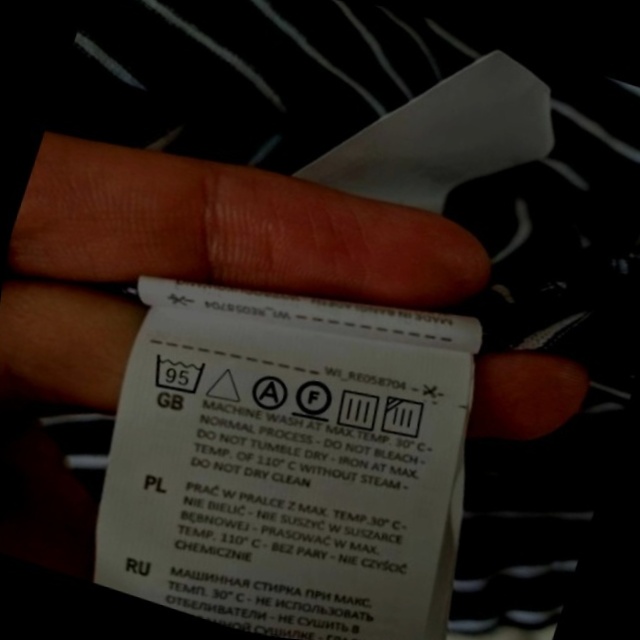 WI_RE0S8704
95
A
F
GB
MACHINE WASH AT MAX. TEMP. 30°C -
NORMAL PROCESS. DO NOT BLEACH -
DO NOT TUMBLE DRY. IRON AT MAX.
TEMP. OF 110°C WITHOUT STEAM -
DO NOT DRY CLEAN
PL
PRAĆ W PRALCE Z MAX. TEMP. 30°C -
NIE BIELIĆ - NIE SUSZYĆ W SUSZARCE
BĘBNOWEJ - PRASOWAĆ W MAX.
TEMP. 110°C - BEZ PARY - NIE CZYŚCIĆ
CHEMICZNIE
RU
МАШИННАЯ СТИРКА ПРИ МАКС.
ТЕМП. 30°C - НЕ ИСПОЛЬЗОВАТЬ
ОТБЕЛИВАТЕЛИ - НЕ СУШИТЬ В